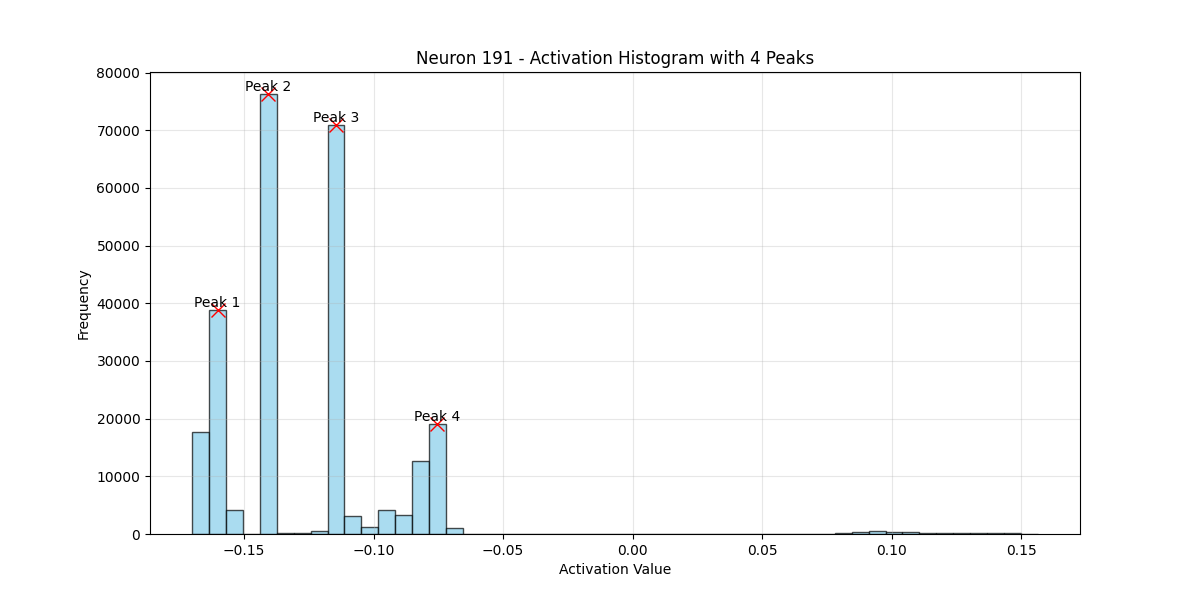 Neuron 191 - Activation Histogram with 4 Peaks
80000
70000
60000
50000
40000
30000
20000
10000
0
Frequency
Peak 1
Peak 2
Peak 3
Peak 4
−0.15
−0.10
−0.05
0.00
0.05
0.10
0.15
Activation Value